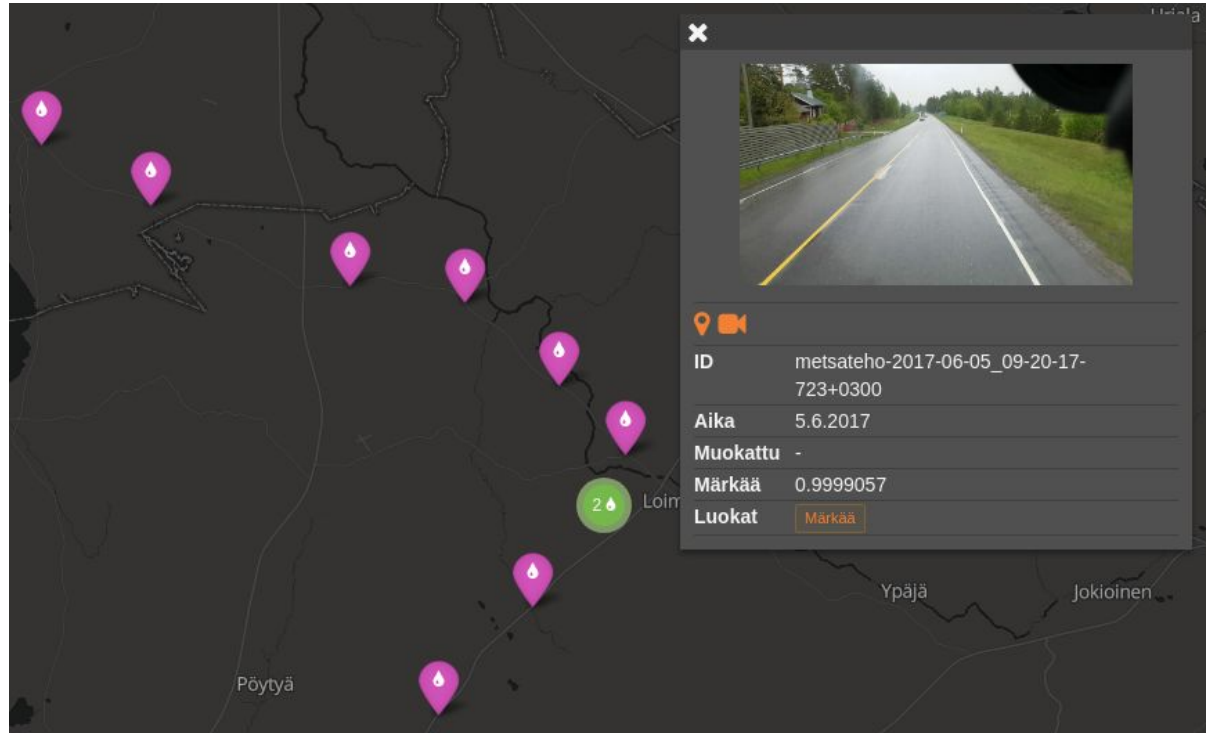 Urjala
ID metsateho-2017-06-05_09-20-17-
723+0300
Aika 5.6.2017
Muokattu -
Märkää 0.9999057
Luokat Märkää
2
Loim
Ypäjä
Jokioinen
Pöytyä